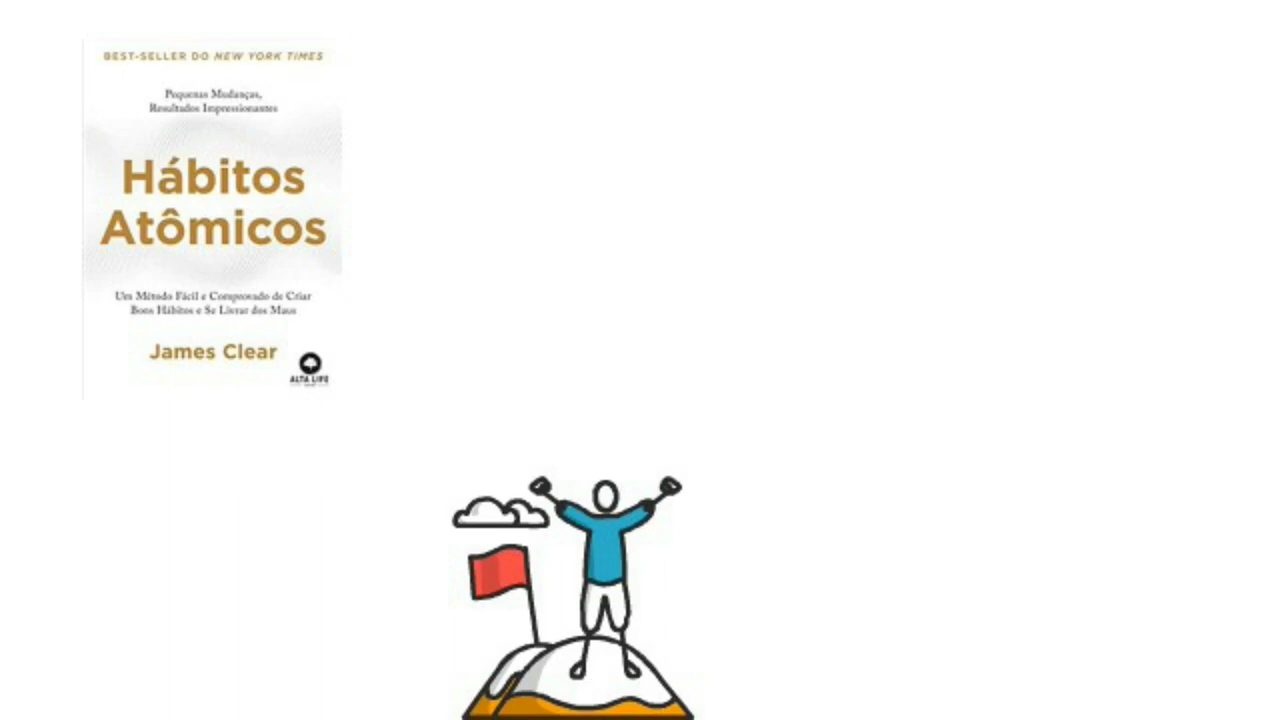 BEST-SELLER DO NEW YORK TIMES
Pequenas Mudanças,
Resultados Impressionantes
Hábitos
Atômicos
Um Método Fácil e Comprovado de Criar
Bons Hábitos e Se Livrar dos Maus
James Clear
ALTA LIFE